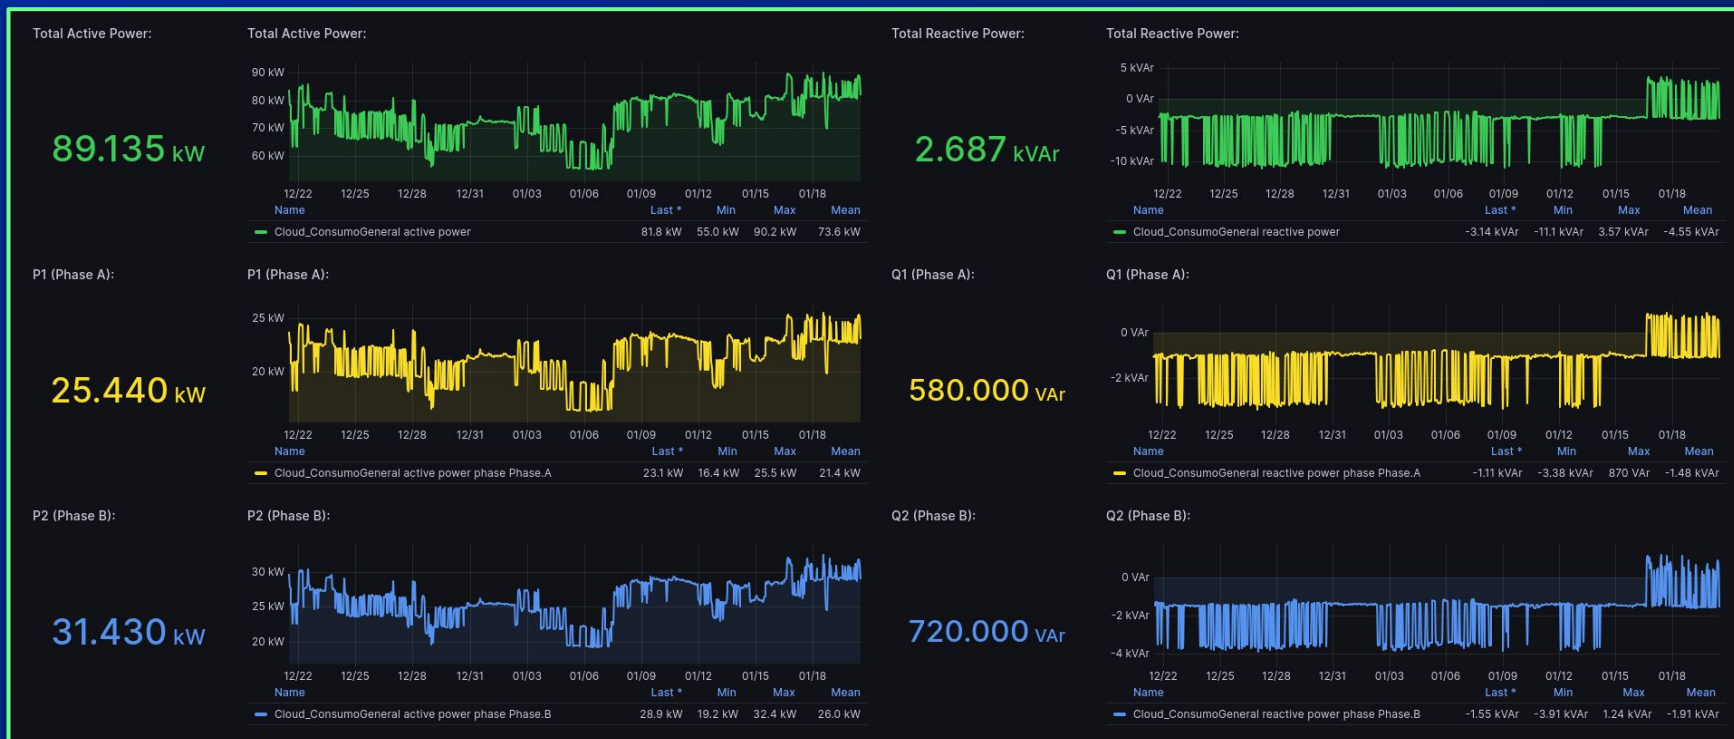 Total Active Power:
Total Active Power:
90 kW
80 kW
70 kW
60 kW
89.135 kW
12/22 12/25 12/28 12/31 01/03 01/06 01/09 01/12 01/15 01/18
Name Last * Min Max Mean
Cloud_ConsumoGeneral active power 81.8 kW 55.0 kW 90.2 kW 73.6 kW
Total Reactive Power:
Total Reactive Power:
5 kVAr
0 VAr
-5 kVAr
-10 kVAr
2.687 kVAr
12/22 12/25 12/28 12/31 01/03 01/06 01/09 01/12 01/15 01/18
Name Last * Min Max Mean
Cloud_ConsumoGeneral reactive power -3.14 kVAr -11.1 kVAr 3.57 kVAr -4.55 kVAr
P1 (Phase A):
P1 (Phase A):
25 kW
20 kW
25.440 kW
12/22 12/25 12/28 12/31 01/03 01/06 01/09 01/12 01/15 01/18
Name Last * Min Max Mean
Cloud_ConsumoGeneral active power phase Phase.A 23.1 kW 16.4 kW 25.5 kW 21.4 kW
Q1 (Phase A):
Q1 (Phase A):
0 VAr
-2 kVAr
580.000 VAr
12/22 12/25 12/28 12/31 01/03 01/06 01/09 01/12 01/15 01/18
Name Last * Min Max Mean
Cloud_ConsumoGeneral reactive power phase Phase.A -1.11 kVAr -3.38 kVAr 870 VAr -1.48 kVAr
P2 (Phase B):
P2 (Phase B):
30 kW
25 kW
20 kW
31.430 kW
12/22 12/25 12/28 12/31 01/03 01/06 01/09 01/12 01/15 01/18
Name Last * Min Max Mean
Cloud_ConsumoGeneral active power phase Phase.B 28.9 kW 19.2 kW 32.4 kW 26.0 kW
Q2 (Phase B):
Q2 (Phase B):
0 VAr
-2 kVAr
-4 kVAr
720.000 VAr
12/22 12/25 12/28 12/31 01/03 01/06 01/09 01/12 01/15 01/18
Name Last * Min Max Mean
Cloud_ConsumoGeneral reactive power phase Phase.B -1.55 kVAr -3.91 kVAr 1.24 kVAr -1.91 kVAr